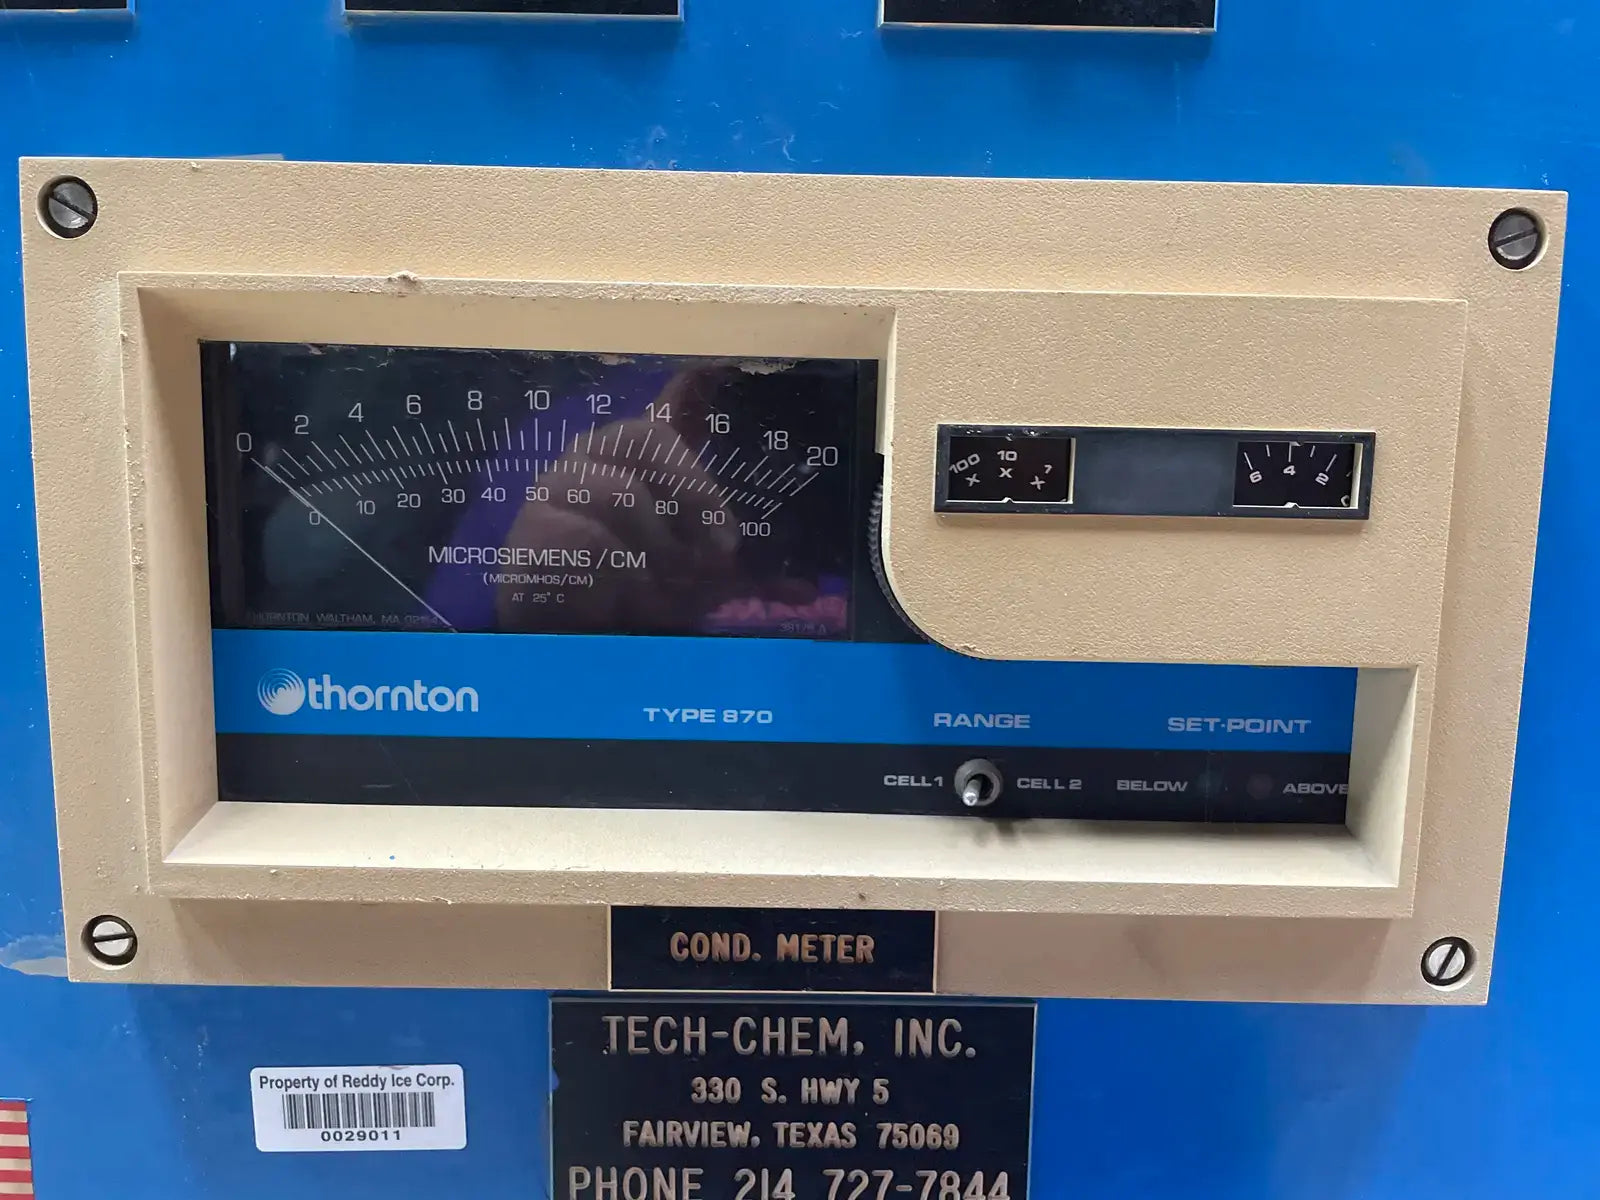 0 2 4 6 8 10 12 14 16 18 20
0 10 20 30 40 50 60 70 80 90 100
MICROSIEMENS/CM
(MICROMHOS/CM)
AT 25° C
THORNTON WALTHAM, MA
100 10 1
X X X
6 4 2
thornton
TYPE 870
RANGE
SET-POINT
CELL 1
CELL 2
BELOW
ABOVE
COND. METER
TECH-CHEM, INC.
330 S. HWY 5
FAIRVIEW, TEXAS 75069
PHONE 214 727-7844
Property of Reddy Ice Corp.
0029011